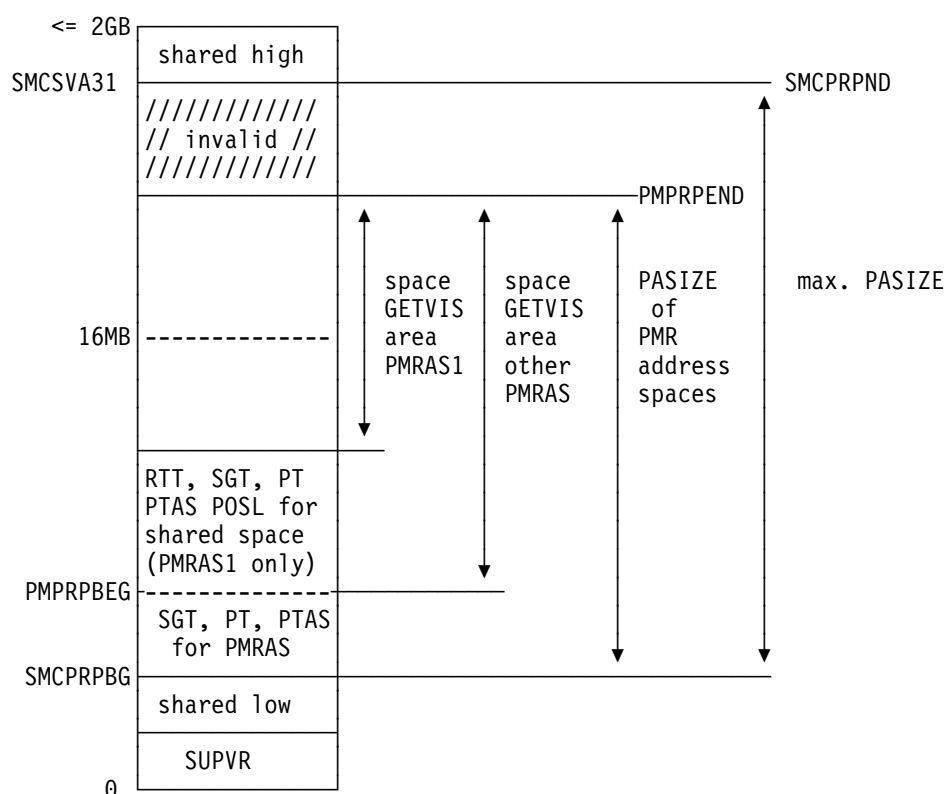 <= 2GB
shared high
SMCSVA31 SMCPRPND
/////////////
// invalid //
/////////////
PMPRPEND
space space PASIZE max. PASIZE
GETVIS GETVIS of
16MB area area PMR
PMRAS1 other address
PMRAS spaces
RTT, SGT, PT
PTAS POSL for
shared space
(PMRAS1 only)
PMPRPBEG
SGT, PT, PTAS
for PMRAS
SMCPRPBG
shared low
SUPVR
0